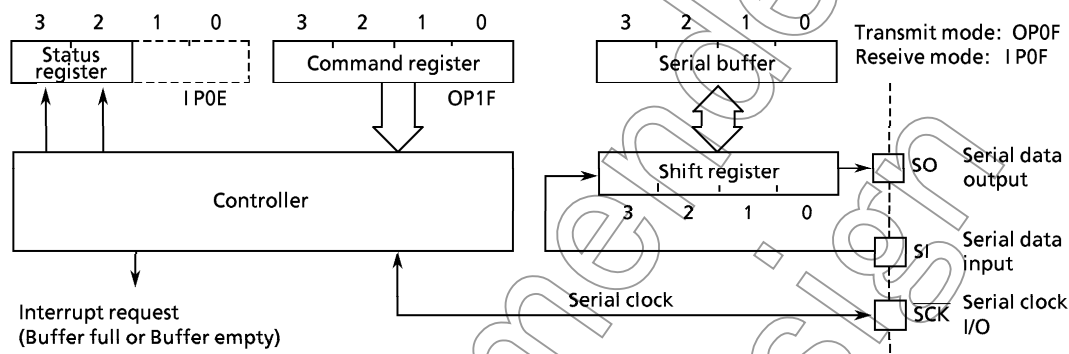 3 2 1 0
Status
register
IP0E
3 2 1 0
Command register
OP1F
3 2 1 0
Serial buffer
Transmit mode: OP0F
Reseive mode: IP0F
Controller
Shift register
3 2 1 0
SO
Serial data
output
SI
Serial data
input
SCK
Serial clock
I/O
Serial clock
Interrupt request
(Buffer full or Buffer empty)